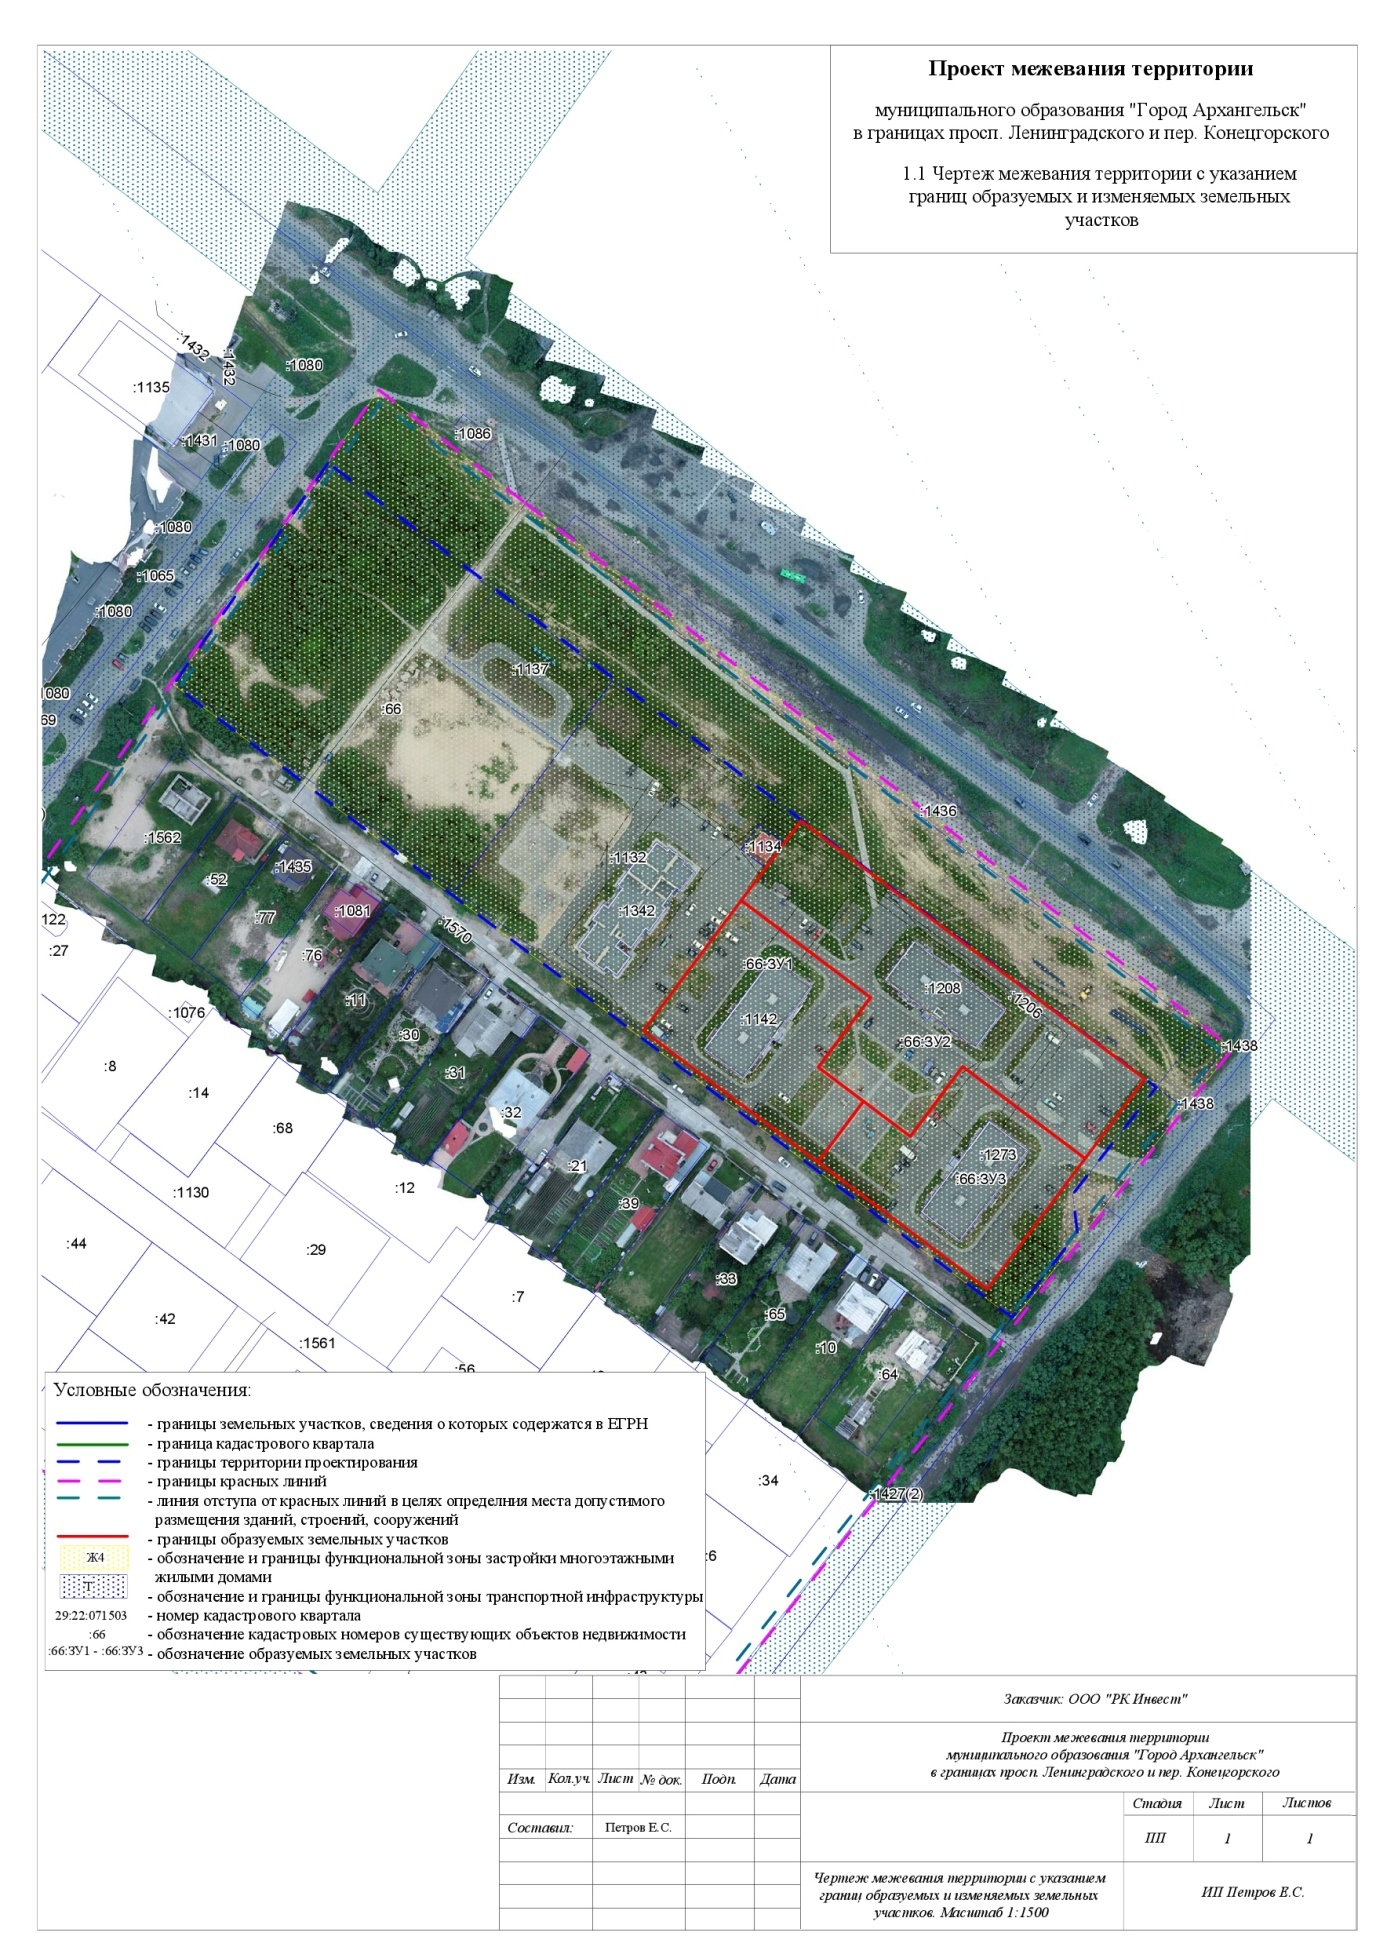 Проект межевания территории
муниципального образования "Город Архангельск"
в границах просп. Ленинградского и пер. Конецгорского
1.1 Чертеж межевания территории с указанием
границ образуемых и изменяемых земельных
участков
:1432
:1432
:1080
:1135
:1086
:1431
:1080
:1080
:1065
:1080
:1137
:66
1080
69
:1436
:1562
:1134
:1132
:1435
:52
:1342
:1081
:77
122
:1570
:27
:76
:66:ЗУ1
:1208
:11
:1206
:1076
:1142
:30
:66:ЗУ2
:1438
:8
:31
:14
:1438
:32
:68
:1273
:21
:66:ЗУ3
:1130
:12
:39
:44
:29
:33
:7
:65
:42
:1561
:10
:56
:64
:34
:1427(2)
:6
Условные обозначения:
- границы земельных участков, сведения о которых содержатся в ЕГРН
- граница кадастрового квартала
- границы территории проектирования
- границы красных линий
- линия отступа от красных линий в целях определния места допустимого
размещения зданий, строений, сооружений
- границы образуемых земельных участков
Ж4 - обозначение и границы функциональной зоны застройки многоэтажными
жилыми домами
Т - обозначение и границы функциональной зоны транспортной инфраструктуры
29:22:071503 - номер кадастрового квартала
:66 - обозначение кадастровых номеров существующих объектов недвижимости
:66:ЗУ1 - :66:ЗУ3 - обозначение образуемых земельных участков
Заказчик: ООО "РК Инвест"
Проект межевания территории
муниципального образования "Город Архангельск"
в границах просп. Ленинградского и пер. Конецгорского
Изм. Кол.уч. Лист № док. Подп. Дата
Стадия Лист Листов
Составил: Петров Е.С.
ПП 1 1
Чертеж межевания территории с указанием
границ образуемых и изменяемых земельных
участков. Масштаб 1:1500
ИП Петров Е.С.